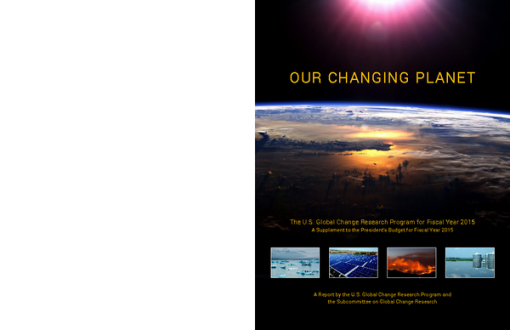 OUR CHANGING PLANET
The U.S. Global Change Research Program for Fiscal Year 2015
A Supplement to the President's Budget for Fiscal Year 2015
A Report by the U.S. Global Change Research Program and
the Subcommittee on Global Change Research